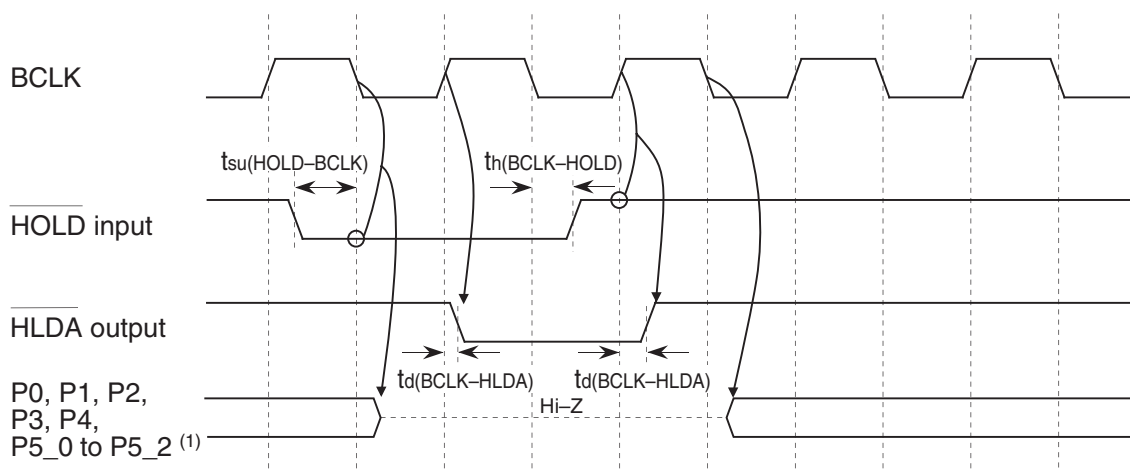 BCLK
tsu(HOLD–BCLK)
th(BCLK–HOLD)
HOLD input
HLDA output
td(BCLK–HLDA)
td(BCLK–HLDA)
P0, P1, P2,
P3, P4,
P5_0 to P5_2 (1)
Hi–Z